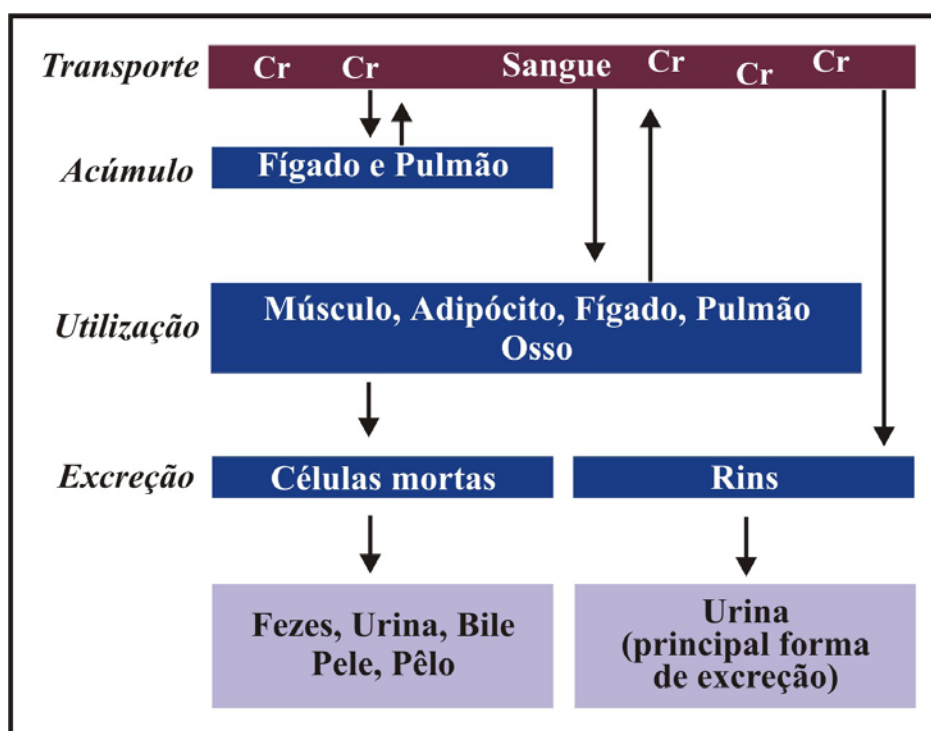 Transporte
Cr Cr Sangue Cr Cr Cr
Acúmulo
Fígado e Pulmão
Utilização
Músculo, Adipócito, Fígado, Pulmão
Osso
Excreção
Células mortas
Rins
Fezes, Urina, Bile
Pele, Pêlo
Urina
(principal forma
de excreção)